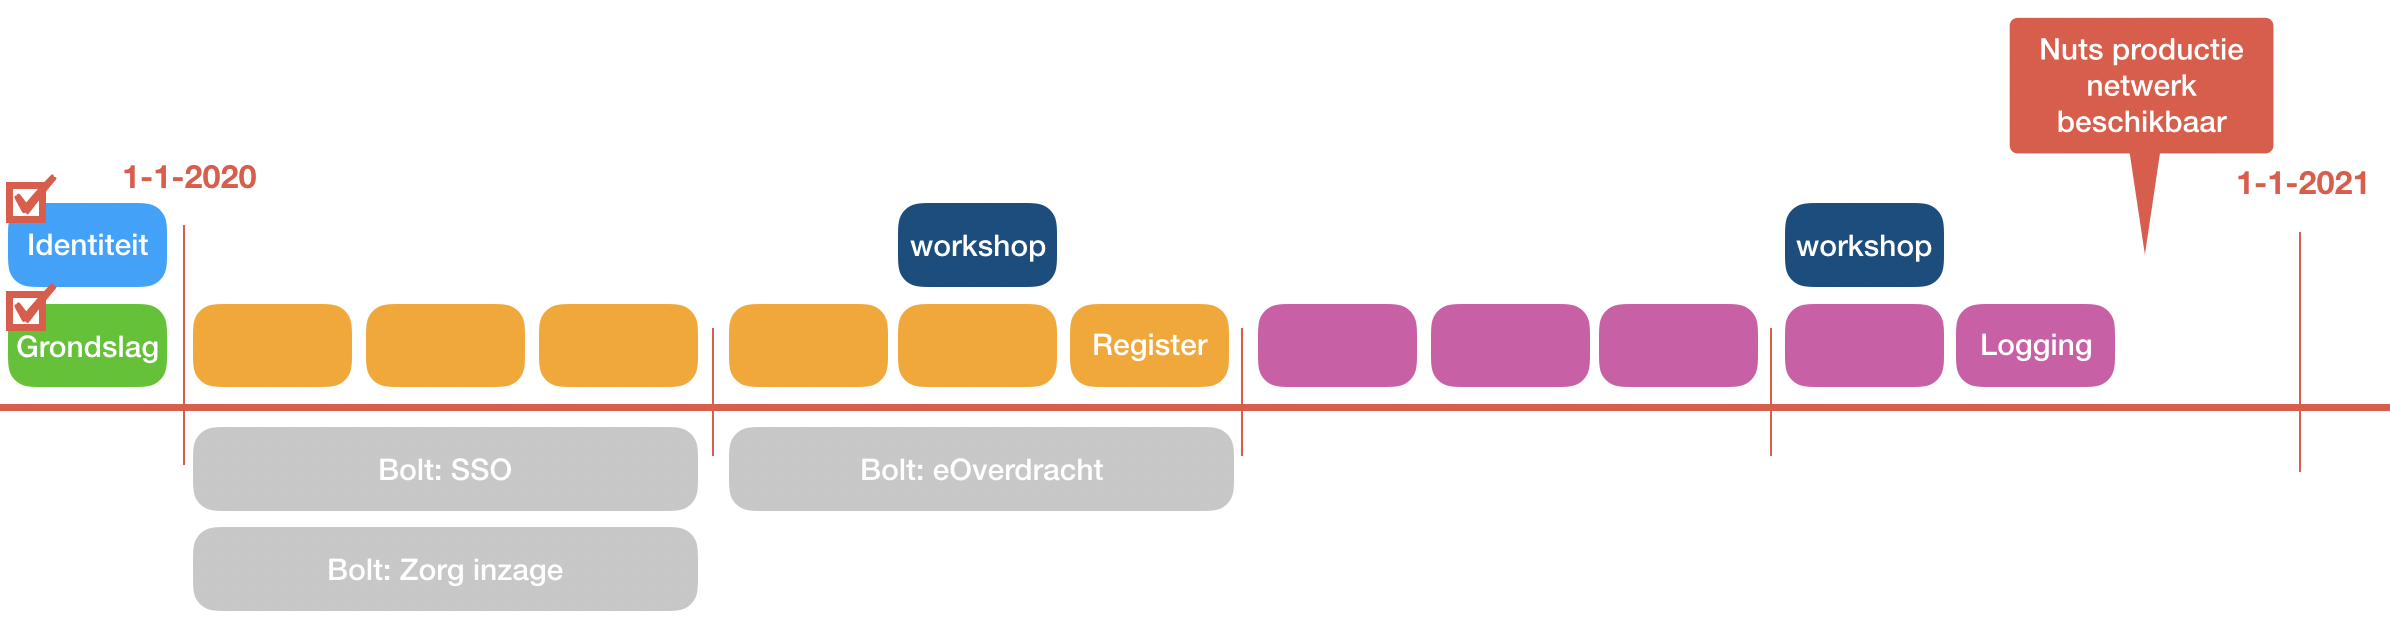 Nuts productie
netwerk
beschikbaar
1-1-2020
1-1-2021
Identiteit
workshop
workshop
Grondslag
Register
Logging
Bolt: SSO
Bolt: eOverdracht
Bolt: Zorg inzage